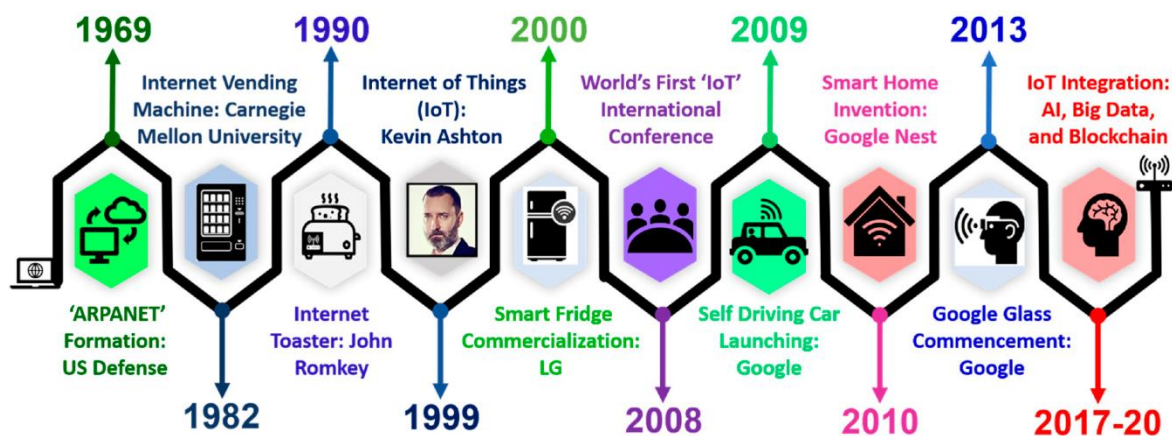 1969
1990
2000
2009
2013
Internet Vending
Machine: Carnegie
Mellon University
Internet of Things
(IoT):
Kevin Ashton
World's First 'IoT'
International
Conference
Smart Home
Invention:
Google Nest
IoT Integration:
AI, Big Data,
and Blockchain
'ARPANET'
Formation:
US Defense
Internet
Toaster: John
Romkey
Smart Fridge
Commercialization:
LG
Self Driving Car
Launching:
Google
Google Glass
Commencement:
Google
1982
1999
2008
2010
2017-20